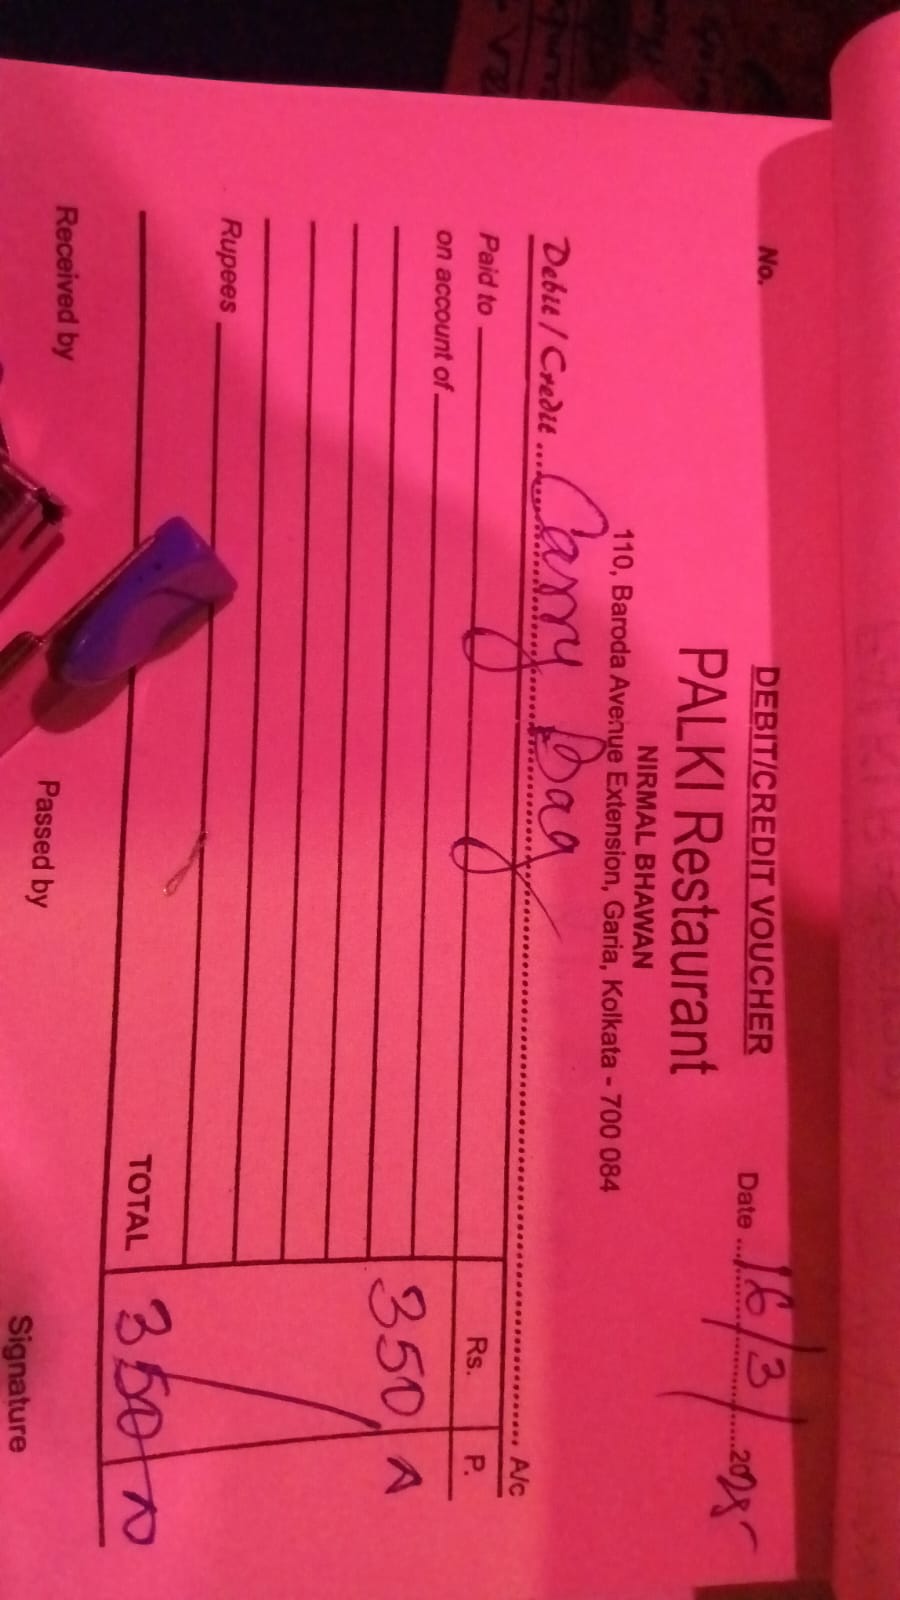 No.
DEBIT/CREDIT VOUCHER
PALKI Restaurant
Date 16/3/2025
NIRMAL BHAWAN
110, Baroda Avenue Extension, Garia, Kolkata - 700 084
Debit / Credit Carry Bag A/c
Paid to Rs. P.
on account of
350
Rupees
TOTAL 350
Received by Passed by Signature